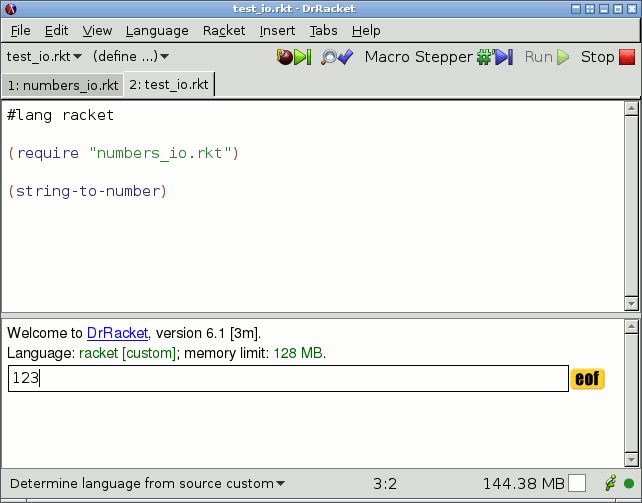 test_io.rkt - DrRacket
File Edit View Language Racket Insert Tabs Help
test_io.rkt (define ...) Macro Stepper Run Stop
1: numbers_io.rkt 2: test_io.rkt
#lang racket
(require "numbers_io.rkt")
(string-to-number)
Welcome to DrRacket, version 6.1 [3m].
Language: racket [custom]; memory limit: 128 MB.
123 eof
Determine language from source custom 3:2 144.38 MB